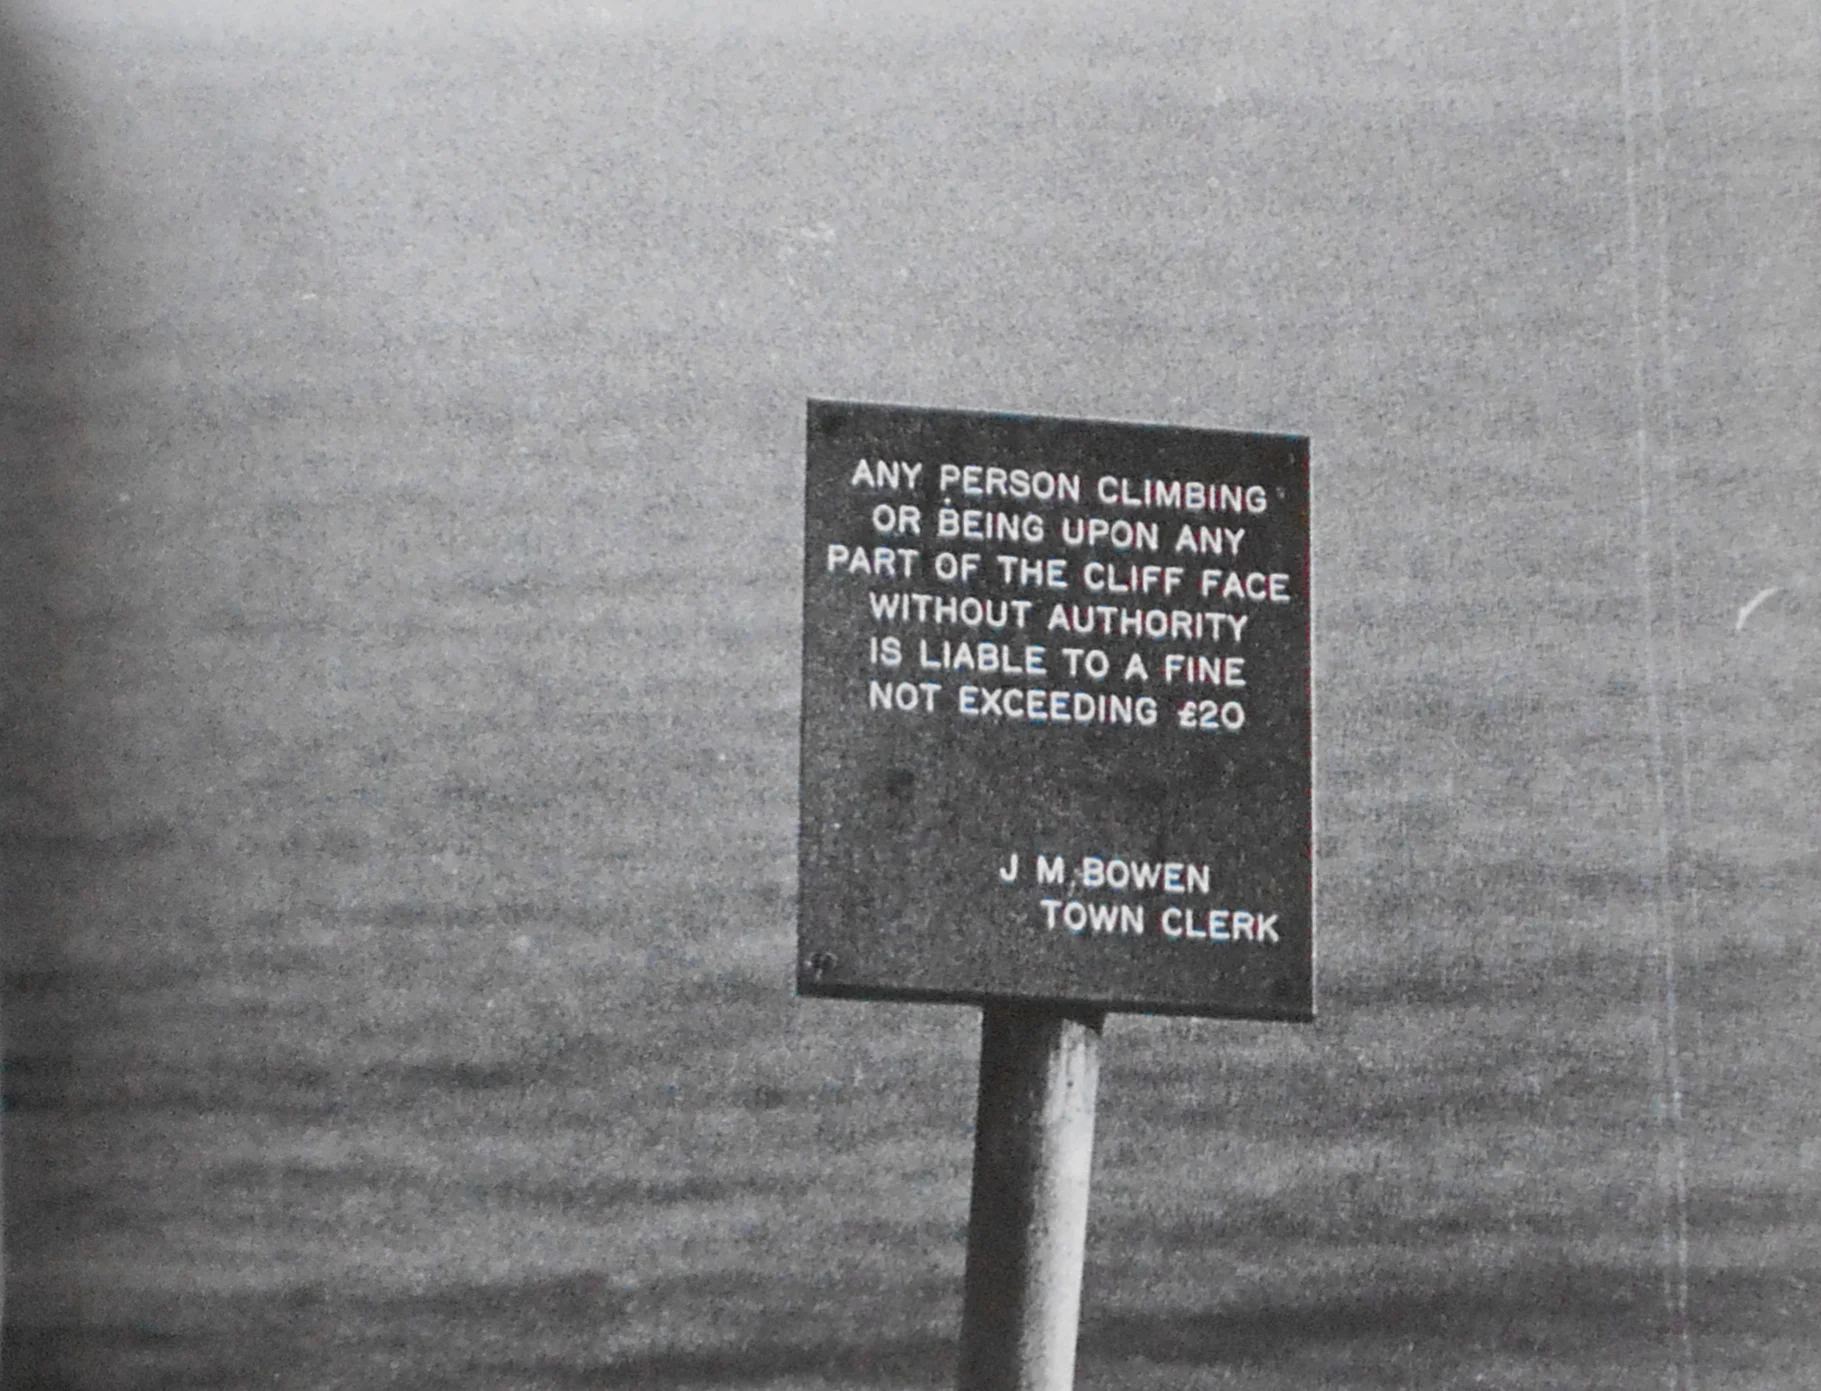 ANY PERSON CLIMBING
OR BEING UPON ANY
PART OF THE CLIFF FACE
WITHOUT AUTHORITY
IS LIABLE TO A FINE
NOT EXCEEDING £20
J M BOWEN
TOWN CLERK